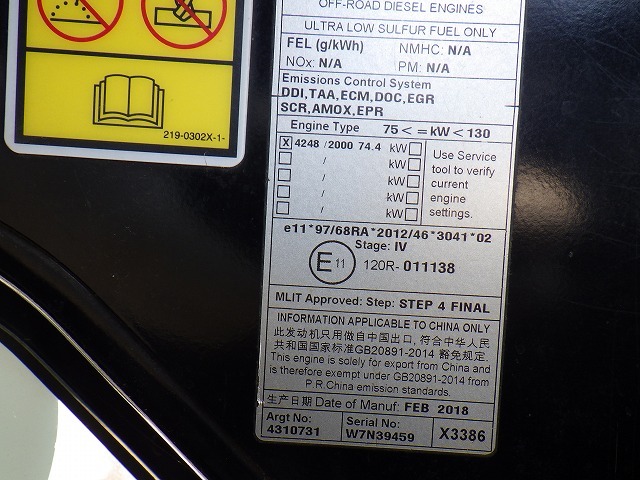 219-0302X-1-
OFF-ROAD DIESEL ENGINES
ULTRA LOW SULFUR FUEL ONLY
FEL (g/kWh) NMHC: N/A
NOx: N/A PM: N/A
Emissions Control System
DDI,TAA,ECM,DOC,EGR
SCR,AMOX,EPR
Engine Type 75 < = kW < 130
X 4248 / 2000 74.4 kW
/ kW
/ kW
/ kW
/ kW
Use Service
tool to verify
current
engine
settings.
e11*97/68RA*2012/46*3041*02
Stage: IV
E 11 120R- 011138
MLIT Approved: Step: STEP 4 FINAL
INFORMATION APPLICABLE TO CHINA ONLY
此发动机只用做自中国出口, 符合中华人民
共和国国家标准GB20891-2014 豁免规定.
This engine is solely for export from China and
is therefore exempt under GB20891-2014 from
P.R.China emission standards.
生产日期 Date of Manuf: FEB 2018
Argt No:
4310731
Serial No:
W7N39459
X3386